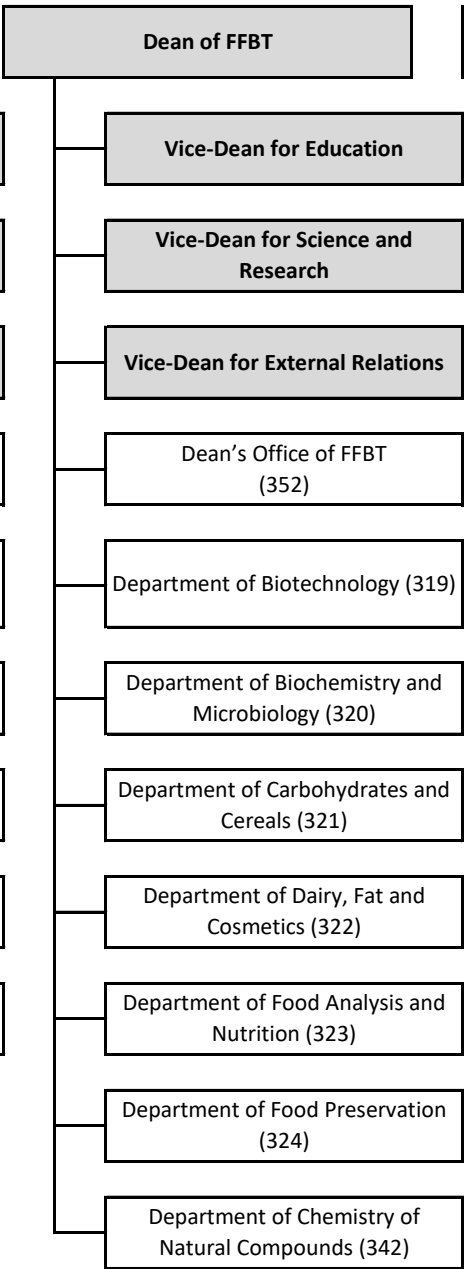 Dean of FFBT
Vice-Dean for Education
Vice-Dean for Science and
Research
Vice-Dean for External Relations
Dean’s Office of FFBT
(352)
Department of Biotechnology (319)
Department of Biochemistry and
Microbiology (320)
Department of Carbohydrates and
Cereals (321)
Department of Dairy, Fat and
Cosmetics (322)
Department of Food Analysis and
Nutrition (323)
Department of Food Preservation
(324)
Department of Chemistry of
Natural Compounds (342)